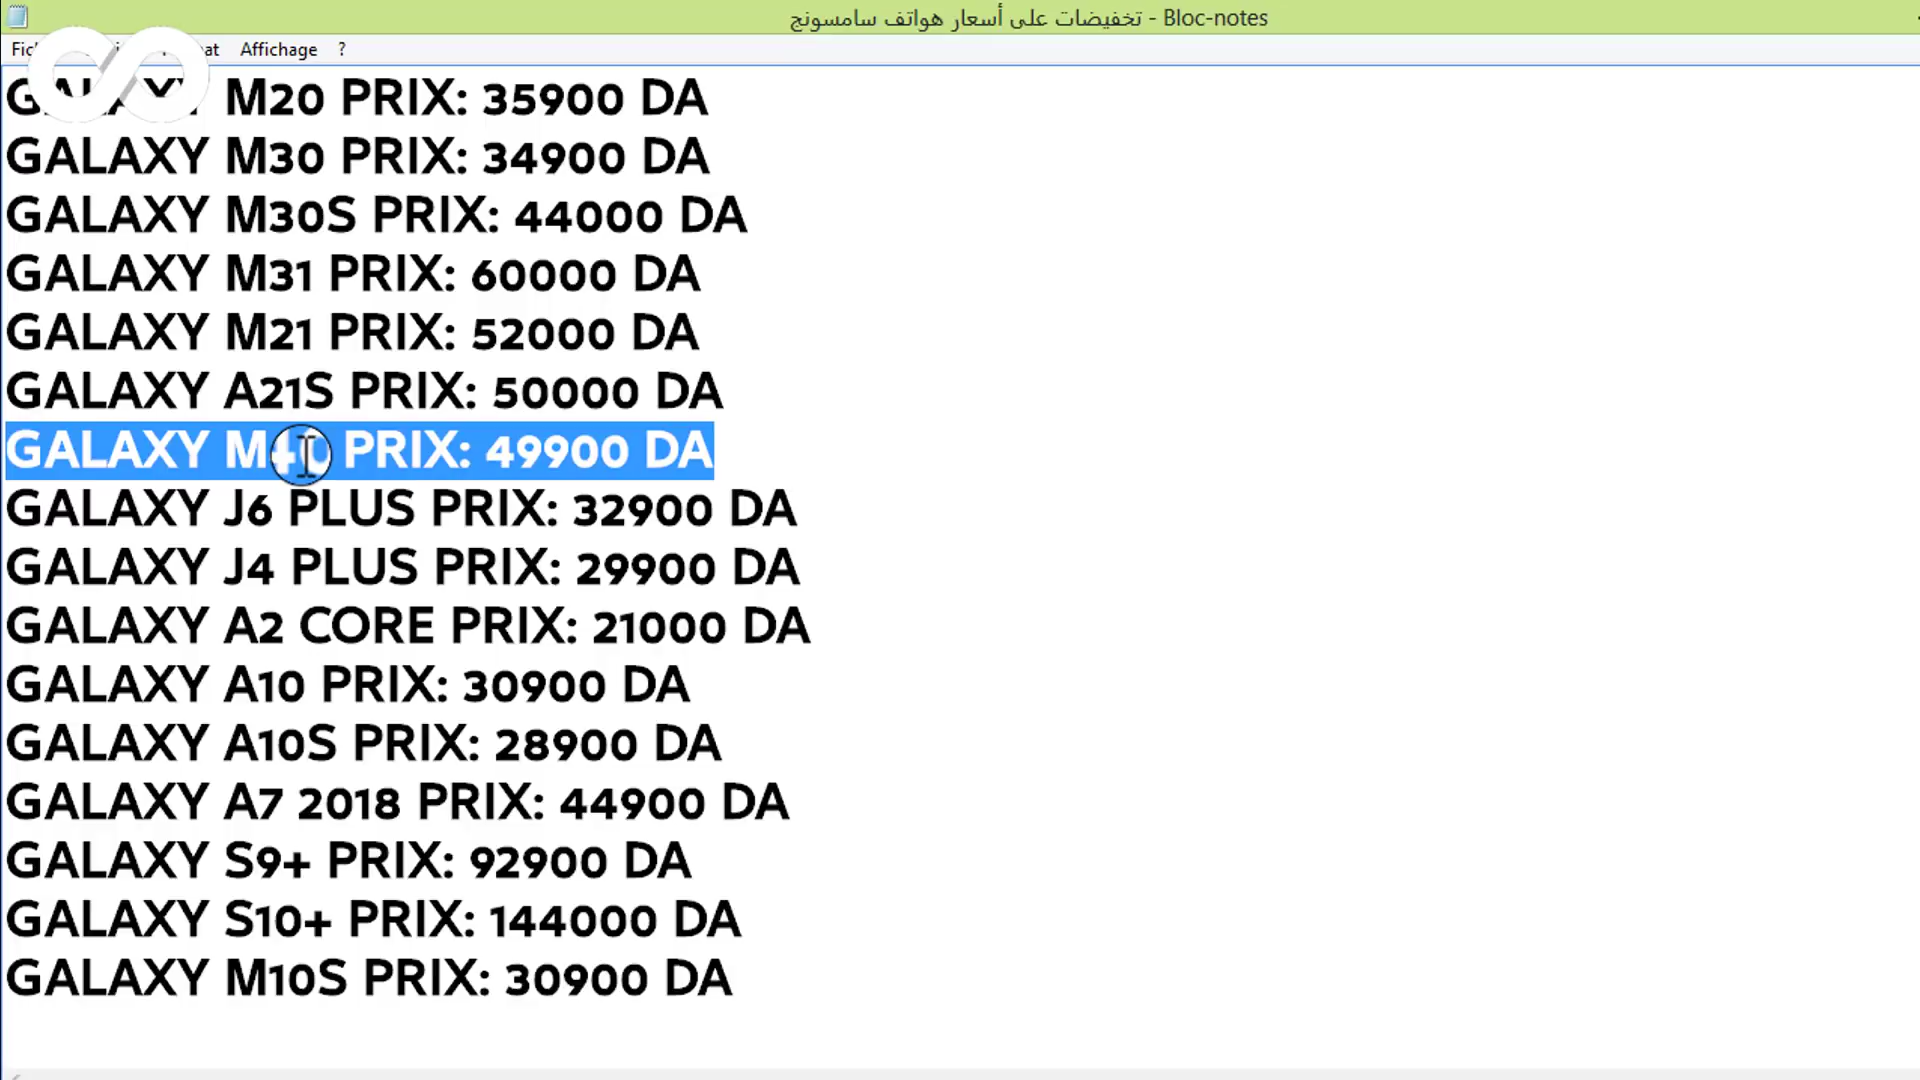 تخفيضات على أسعار هواتف سامسونج - Bloc-notes
Affichage ?
GALAXY M20 PRIX: 35900 DA
GALAXY M30 PRIX: 34900 DA
GALAXY M30S PRIX: 44000 DA
GALAXY M31 PRIX: 60000 DA
GALAXY M21 PRIX: 52000 DA
GALAXY A21S PRIX: 50000 DA
GALAXY M40 PRIX: 49900 DA
GALAXY J6 PLUS PRIX: 32900 DA
GALAXY J4 PLUS PRIX: 29900 DA
GALAXY A2 CORE PRIX: 21000 DA
GALAXY A10 PRIX: 30900 DA
GALAXY A10S PRIX: 28900 DA
GALAXY A7 2018 PRIX: 44900 DA
GALAXY S9+ PRIX: 92900 DA
GALAXY S10+ PRIX: 144000 DA
GALAXY M10S PRIX: 30900 DA